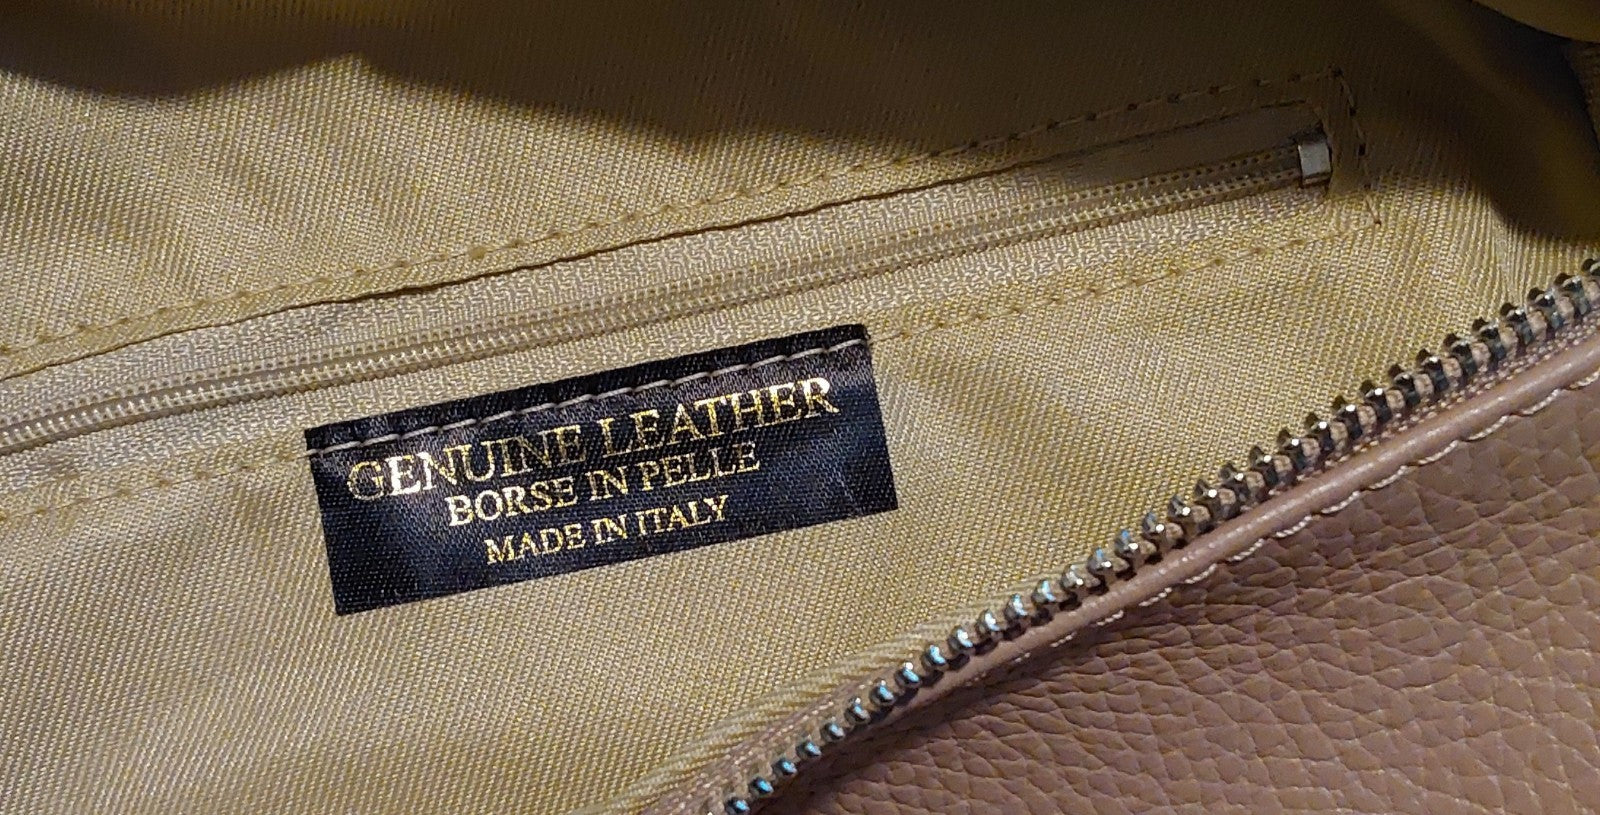 GENUINE LEATHER
BORSE IN PELLE
MADE IN ITALY